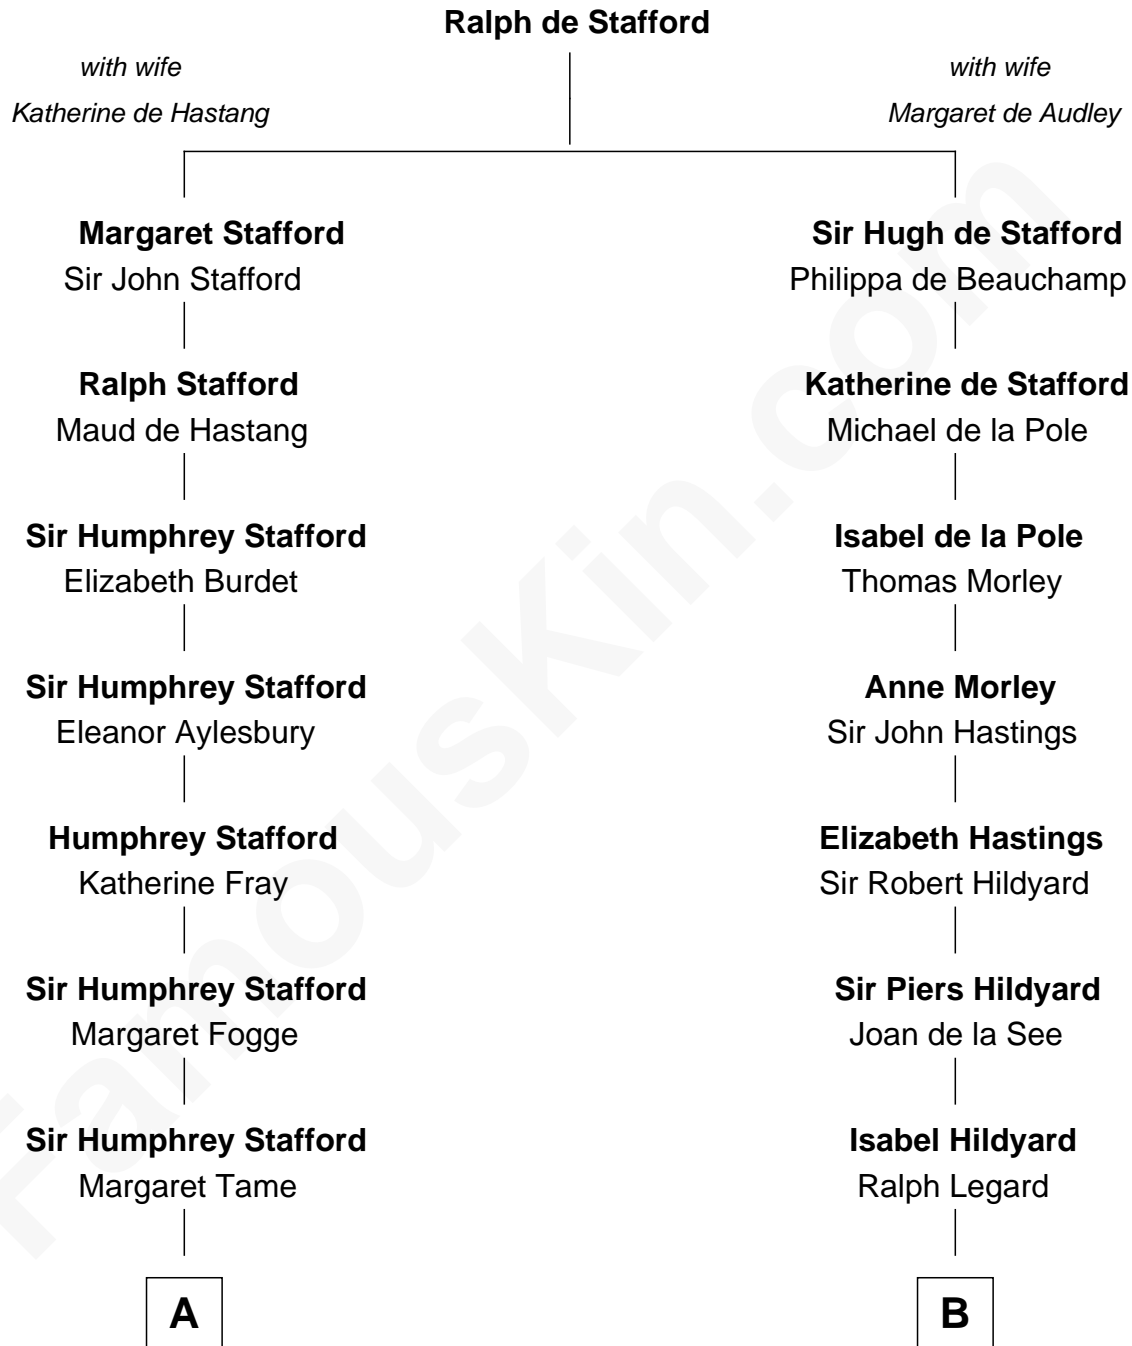 Ralph de Stafford
with wife
Katherine de Hastang
with wife
Margaret de Audley
Margaret Stafford
Sir John Stafford
Sir Hugh de Stafford
Philippa de Beauchamp
Ralph Stafford
Maud de Hastang
Katherine de Stafford
Michael de la Pole
Sir Humphrey Stafford
Elizabeth Burdet
Isabel de la Pole
Thomas Morley
Sir Humphrey Stafford
Eleanor Aylesbury
Anne Morley
Sir John Hastings
Humphrey Stafford
Katherine Fray
Elizabeth Hastings
Sir Robert Hildyard
Sir Humphrey Stafford
Margaret Fogge
Sir Piers Hildyard
Joan de la See
Sir Humphrey Stafford
Margaret Tame
Isabel Hildyard
Ralph Legard
A
B
FamousKin.com